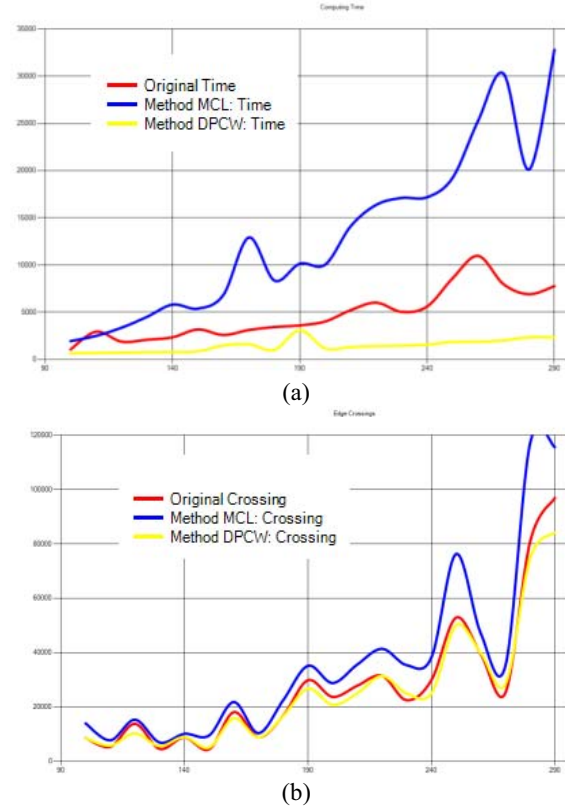 Computing Time
35000
30000
25000
20000
15000
10000
5000
0
Original Time
Method MCL: Time
Method DPCW: Time
90 140 190 240 290
(a)
Edge Crossings
120000
100000
80000
60000
40000
20000
0
Original Crossing
Method MCL: Crossing
Method DPCW: Crossing
90 140 190 240 290
(b)